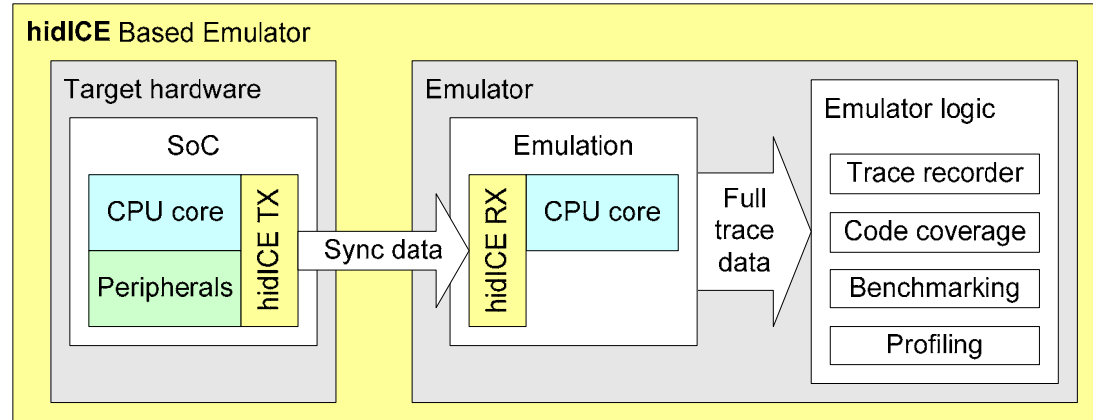 hidICE Based Emulator
Target hardware
SoC
CPU core
Peripherals
hidICE TX
Sync data
Emulator
Emulation
hidICE RX
CPU core
Full
trace
data
Emulator logic
Trace recorder
Code coverage
Benchmarking
Profiling